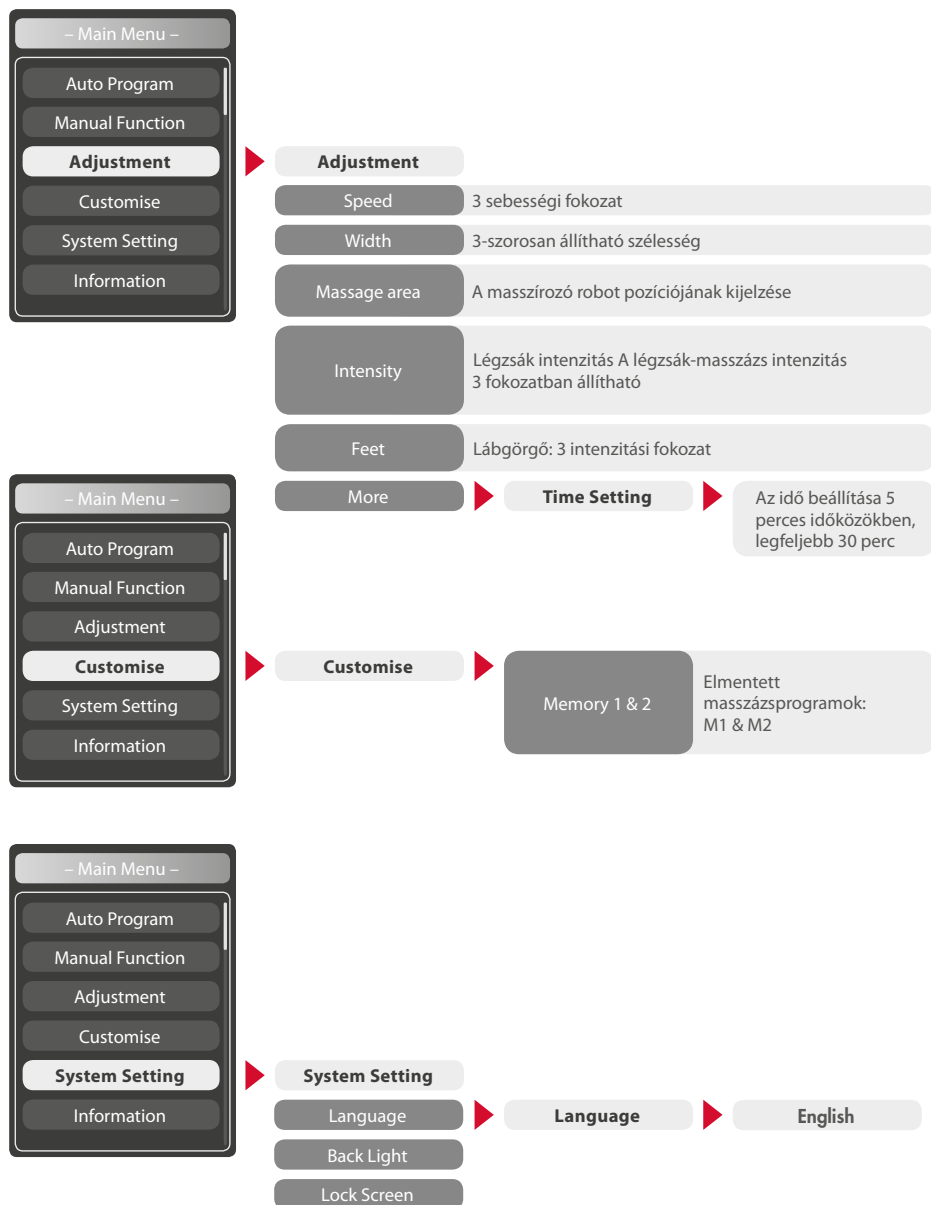 – Main Menu –
Auto Program
Manual Function
Adjustment
Customise
System Setting
Information
Adjustment
Speed
3 sebességi fokozat
Width
3-szorosan állítható szélesség
Massage area
A masszírozó robot pozíciójának kijelzése
Intensity
Légzsák intenzitás A légzsák-masszázs intenzitás
3 fokozatban állítható
Feet
Lábgörgő: 3 intenzitási fokozat
More
Time Setting
Az idő beállítása 5
perces időközökben,
legfeljebb 30 perc
– Main Menu –
Auto Program
Manual Function
Adjustment
Customise
System Setting
Information
Customise
Memory 1 & 2
Elmentett
masszázsprogramok:
M1 & M2
– Main Menu –
Auto Program
Manual Function
Adjustment
Customise
System Setting
Information
System Setting
Language
Language
English
Back Light
Lock Screen